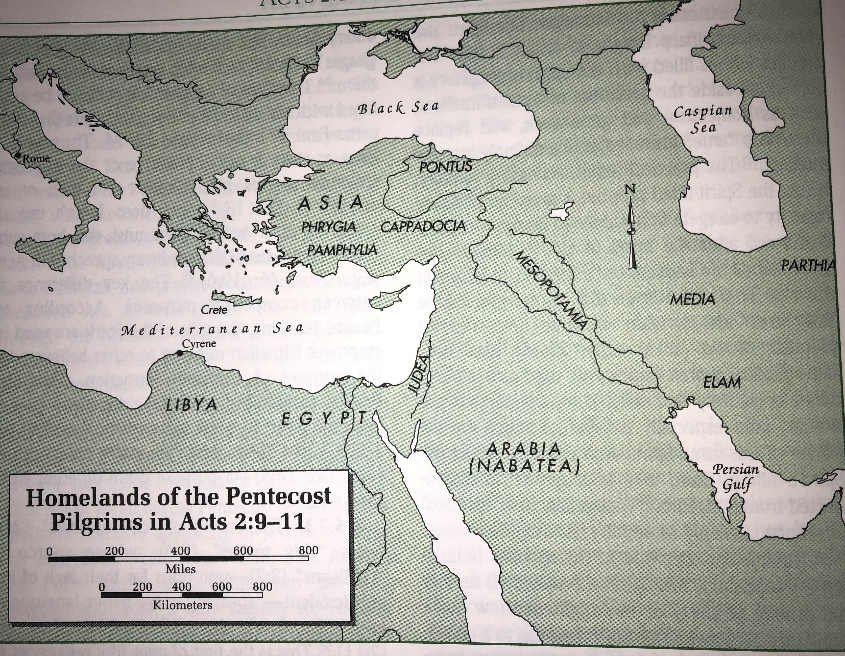 Black Sea
Caspian
Sea
Rome
PONTUS
N
ASIA
PHRYGIA
CAPPADOCIA
PAMPHYLIA
MESOPOTAMIA
PARTHIA
MEDIA
Crete
Mediterranean Sea
Cyrene
JUDEA
ELAM
LIBYA
EGYPT
ARABIA
(NABATEA)
Persian
Gulf
Homelands of the Pentecost
Pilgrims in Acts 2:9–11
0 200 400 600 800
Miles
0 200 400 600 800
Kilometers